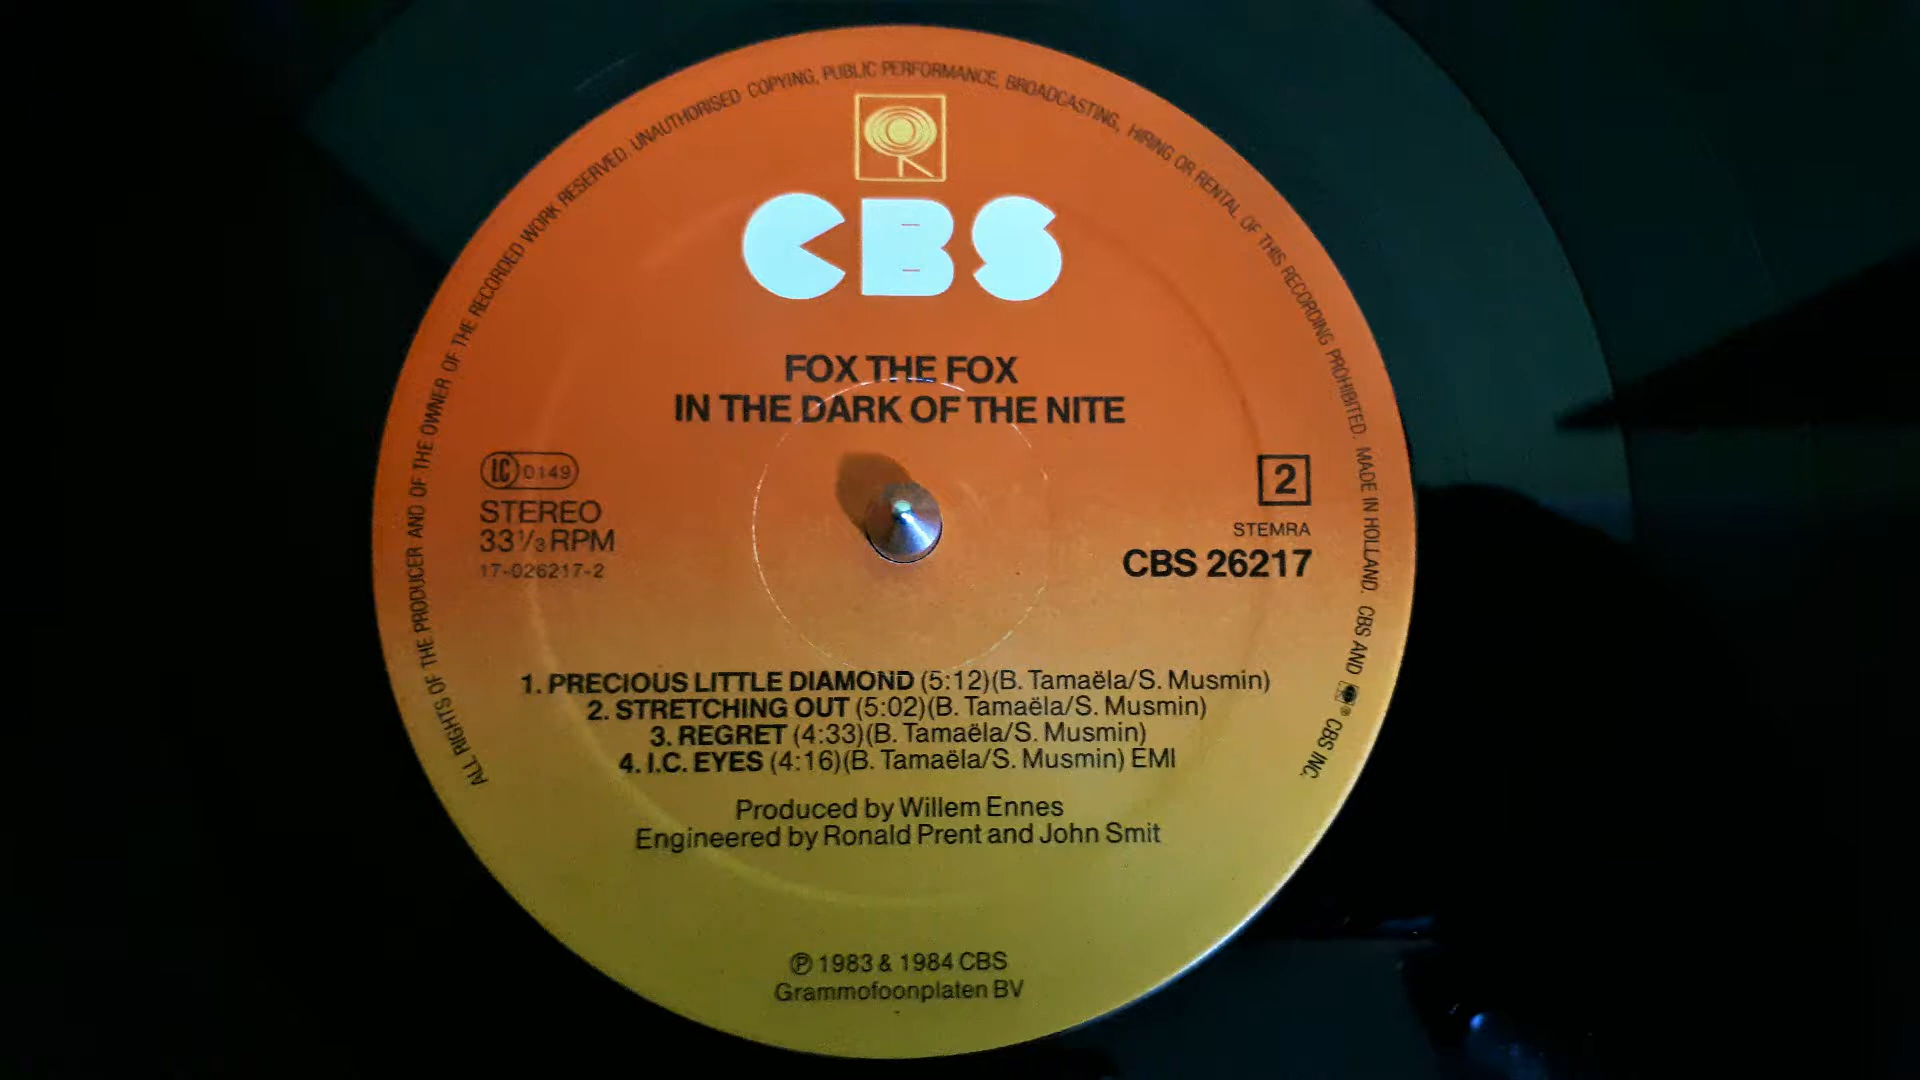 ALL RIGHTS OF THE PRODUCER AND OF THE OWNER OF THE RECORDED WORK RESERVED. UNAUTHORISED COPYING, PUBLIC PERFORMANCE, BROADCASTING, HIRING OR RENTAL OF THIS RECORDING PROHIBITED. MADE IN HOLLAND. CBS AND ® CBS INC.
CBS
FOX THE FOX
IN THE DARK OF THE NITE
LC 0149
STEREO
33 1/3 RPM
17-026217-2
2
STEMRA
CBS 26217
1. PRECIOUS LITTLE DIAMOND (5:12)(B. Tamaëla/S. Musmin)
2. STRETCHING OUT (5:02)(B. Tamaëla/S. Musmin)
3. REGRET (4:33)(B. Tamaëla/S. Musmin)
4. I.C. EYES (4:16)(B. Tamaëla/S. Musmin) EMI
Produced by Willem Ennes
Engineered by Ronald Prent and John Smit
℗ 1983 & 1984 CBS
Grammofoonplaten BV